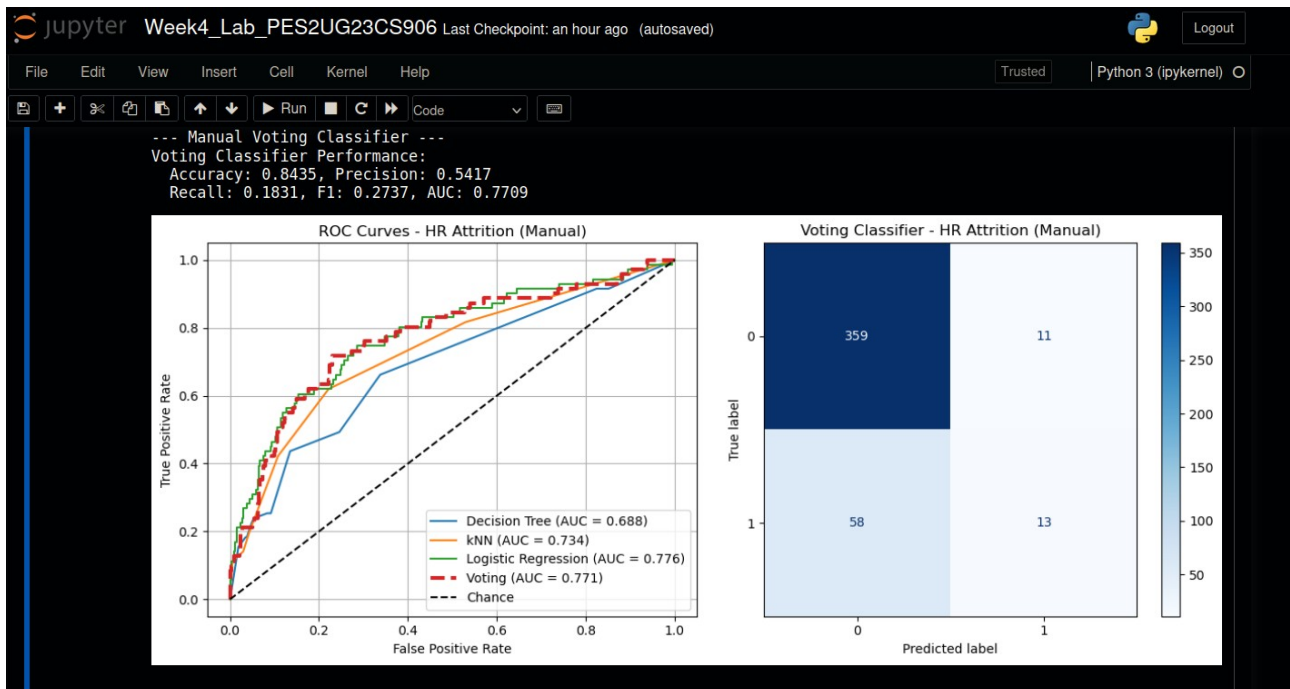 jupyter Week4_Lab_PES2UG23CS906 Last Checkpoint: an hour ago (autosaved) Logout
File Edit View Insert Cell Kernel Help Trusted Python 3 (ipykernel)
Run Code
--- Manual Voting Classifier ---
Voting Classifier Performance:
Accuracy: 0.8435, Precision: 0.5417
Recall: 0.1831, F1: 0.2737, AUC: 0.7709
ROC Curves - HR Attrition (Manual)
True Positive Rate
1.0
0.8
0.6
0.4
0.2
0.0
Decision Tree (AUC = 0.688)
kNN (AUC = 0.734)
Logistic Regression (AUC = 0.776)
Voting (AUC = 0.771)
Chance
0.0 0.2 0.4 0.6 0.8 1.0
False Positive Rate
Voting Classifier - HR Attrition (Manual)
True label
0 359 11
1 58 13
0 1
Predicted label
350
300
250
200
150
100
50